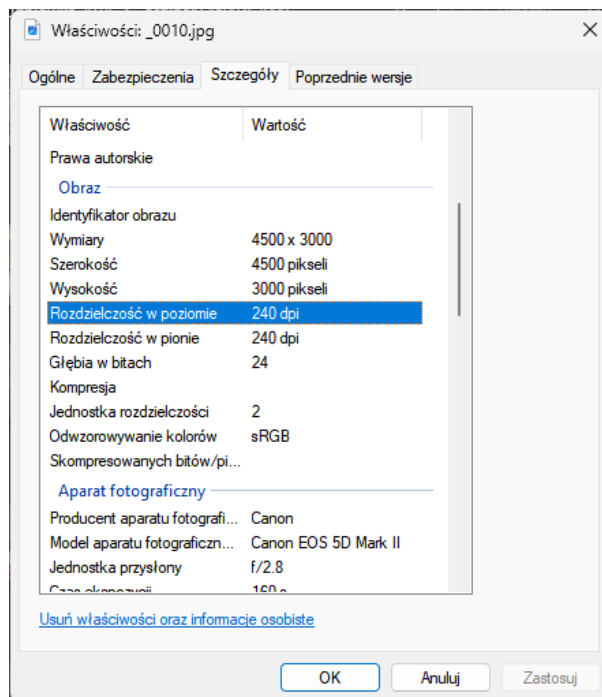 Właściwości: _0010.jpg
Ogólne Zabezpieczenia Szczegóły Poprzednie wersje
Właściwość Wartość
Prawa autorskie
Obraz
Identyfikator obrazu
Wymiary 4500 x 3000
Szerokość 4500 pikseli
Wysokość 3000 pikseli
Rozdzielczość w poziomie 240 dpi
Rozdzielczość w pionie 240 dpi
Głębia w bitach 24
Kompresja
Jednostka rozdzielczości 2
Odwzorowywanie kolorów sRGB
Skompresowanych bitów/pi...
Aparat fotograficzny
Producent aparatu fotografi... Canon
Model aparatu fotograficzn... Canon EOS 5D Mark II
Jednostka przysłony f/2.8
Czas ekspozycji 160 s
Usuń właściwości oraz informacje osobiste
OK Anuluj Zastosuj